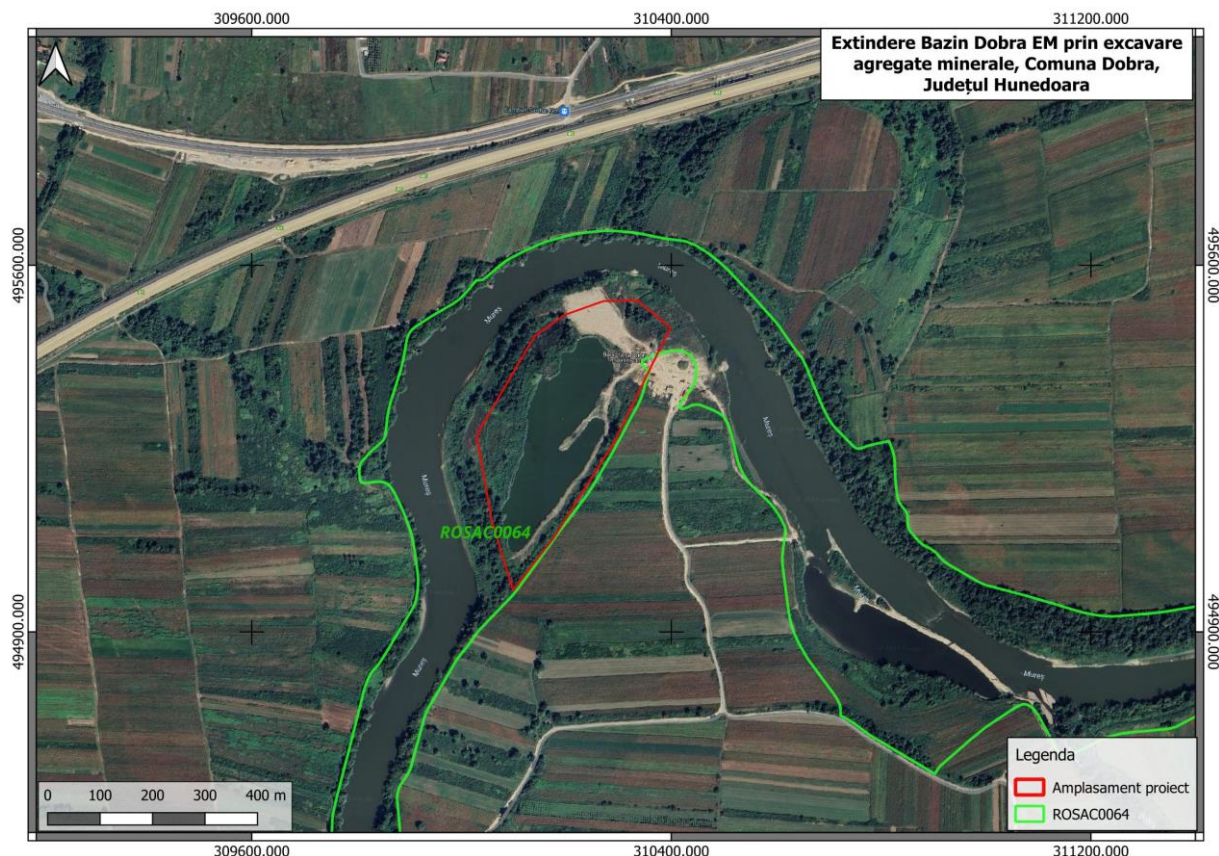 309600.000
310400.000
311200.000
Extindere Bazin Dobra EM prin excavare
agregate minerale, Comuna Dobra,
Județul Hunedoara
495600.000
495600.000
Mureș
Mureș
Mureș
Mureș
ROSAC0064
494900.000
494900.000
Mureș
Mureș
Legenda
Amplasament proiect
ROSAC0064
0 100 200 300 400 m
309600.000
310400.000
311200.000